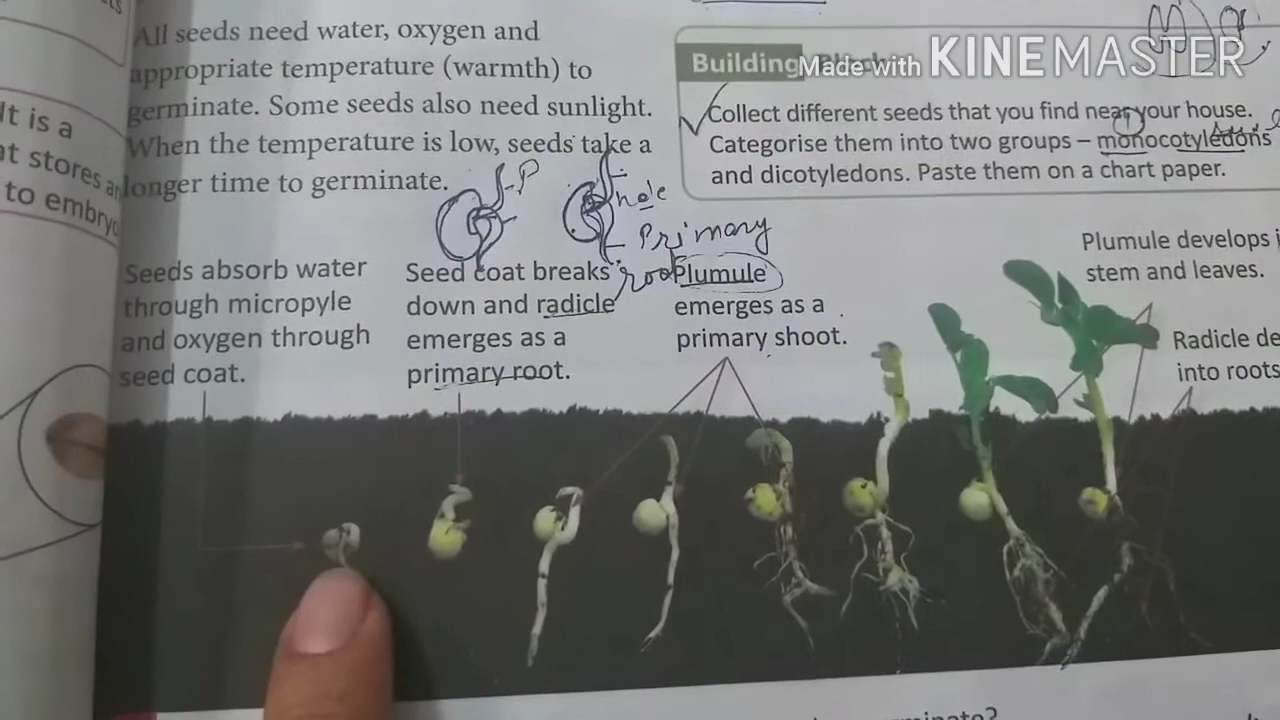 All seeds need water, oxygen and
appropriate temperature (warmth) to
germinate. Some seeds also need sunlight.
When the temperature is low, seeds take a
longer time to germinate.
It is a
at stores
to embryo
Building
Made with KINEMASTER
Collect different seeds that you find near your house.
Categorise them into two groups – monocotyledons
and dicotyledons. Paste them on a chart paper.
P
hole
Primary
root
Seeds absorb water
through micropyle
and oxygen through
seed coat.
Seed coat breaks
down and radicle
emerges as a
primary root.
Plumule
emerges as a
primary shoot.
Plumule develops
stem and leaves.
Radicle de
into roots